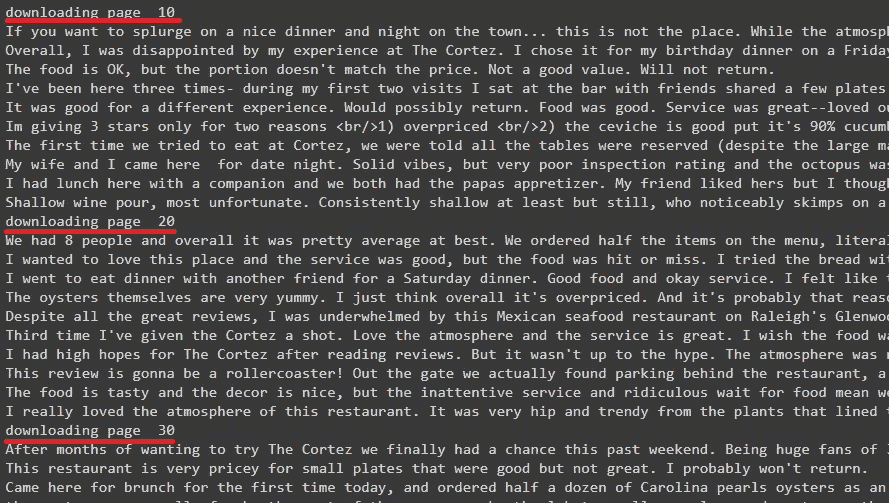 downloading page  10
If you want to splurge on a nice dinner and night on the town... this is not the place. While the atmosp
Overall, I was disappointed by my experience at The Cortez. I chose it for my birthday dinner on a Friday
The food is OK, but the portion doesn't match the price. Not a good value. Will not return.
I've been here three times- during my first two visits I sat at the bar with friends shared a few plates
It was good for a different experience. Would possibly return. Food was good. Service was great--loved ou
Im giving 3 stars only for two reasons <br/>1) overpriced <br/>2) the ceviche is good put it's 90% cucumb
The first time we tried to eat at Cortez, we were told all the tables were reserved (despite the large ma
My wife and I came here  for date night. Solid vibes, but very poor inspection rating and the octopus was
I had lunch here with a companion and we both had the papas appretizer. My friend liked hers but I though
Shallow wine pour, most unfortunate. Consistently shallow at least but still, who noticeably skimps on a
downloading page  20
We had 8 people and overall it was pretty average at best. We ordered half the items on the menu, literal
I wanted to love this place and the service was good, but the food was hit or miss. I tried the bread wit
I went to eat dinner with another friend for a Saturday dinner. Good food and okay service. I felt like t
The oysters themselves are very yummy. I just think overall it's overpriced. And it's probably that reaso
Despite all the great reviews, I was underwhelmed by this Mexican seafood restaurant on Raleigh's Glenwoo
Third time I've given the Cortez a shot. Love the atmosphere and the service is great. I wish the food wa
I had high hopes for The Cortez after reading reviews. But it wasn't up to the hype. The atmosphere was
This review is gonna be a rollercoaster! Out the gate we actually found parking behind the restaurant, a
The food is tasty and the decor is nice, but the inattentive service and ridiculous wait for food mean we
I really loved the atmosphere of this restaurant. It was very hip and trendy from the plants that lined t
downloading page  30
After months of wanting to try The Cortez we finally had a chance this past weekend. Being huge fans of
This restaurant is very pricey for small plates that were good but not great. I probably won't return.
Came here for brunch for the first time today, and ordered half a dozen of Carolina pearls oysters as an